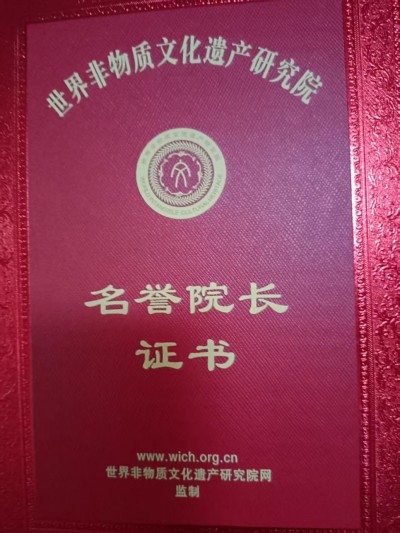 世界非物质文化遗产研究院
文
名誉院长
证书
www.wich.org.cn
世界非物质文化遗产研究院网
监制